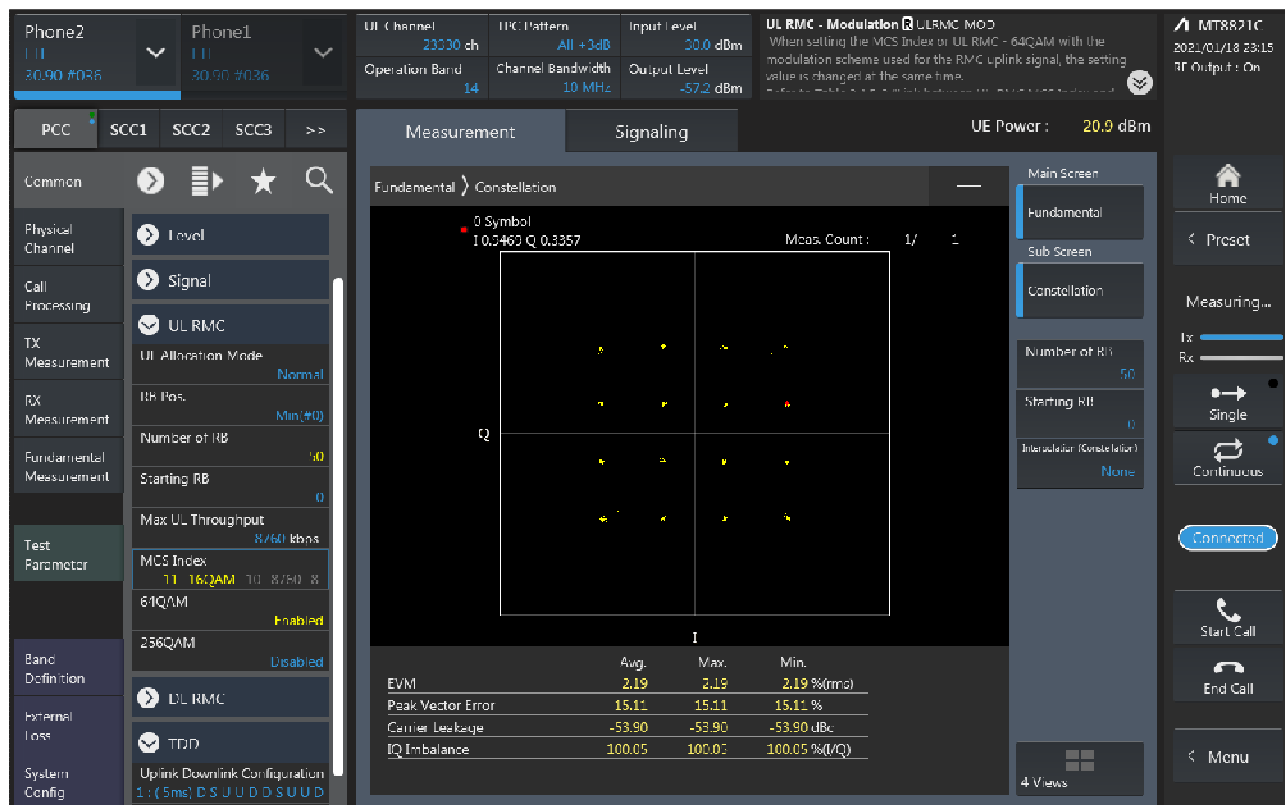 Phone2
30.90 #036
Phone1
30.90 #036
UL Channel
23330 ch
TPC Pattern
All +3dB
Input Level
30.0 dBm
Operation Band
14
Channel Bandwidth
10 MHz
Output Level
-57.2 dBm
UL RMC - Modulation R ULRMC_MOD
When setting the MCS Index or UL RMC - 64QAM with the
modulation scheme used for the RMC uplink signal, the setting
value is changed at the same time.
MT8821C
2021/01/18 23:15
RF Output : On
PCC
SCC1
SCC2
SCC3
>>
Measurement
Signaling
UE Power : 20.9 dBm
Common
Physical
Channel
Call
Processing
TX
Measurement
RX
Measurement
Fundamental
Measurement
Test
Parameter
Band
Definition
External
Loss
System
Config
Level
Signal
UL RMC
UL Allocation Mode
Normal
RB Pos.
Min(#0)
Number of RB
50
Starting RB
0
Max UL Throughput
8760 kbps
MCS Index
11 16QAM 10 8760 8
64QAM
Enabled
256QAM
Disabled
DL RMC
TDD
Uplink Downlink Configuration
1 : ( 5ms) D S U U D D S U U D
Fundamental > Constellation
0 Symbol
Meas. Count : 1/ 1
Q
I
Avg. Max. Min.
EVM 2.19 2.19 2.19 %(rms)
Peak Vector Error 15.11 15.11 15.11 %
Carrier Leakage -53.90 -53.90 -53.90 dBc
IQ Imbalance 100.05 100.05 100.05 %(I/Q)
Main Screen
Fundamental
Sub Screen
Constellation
Number of RB
50
Starting RB
0
Interpolation (Constellation)
None
4 Views
Home
< Preset
Measuring...
Tx
Rx
Single
Continuous
Connected
Start Call
End Call
< Menu